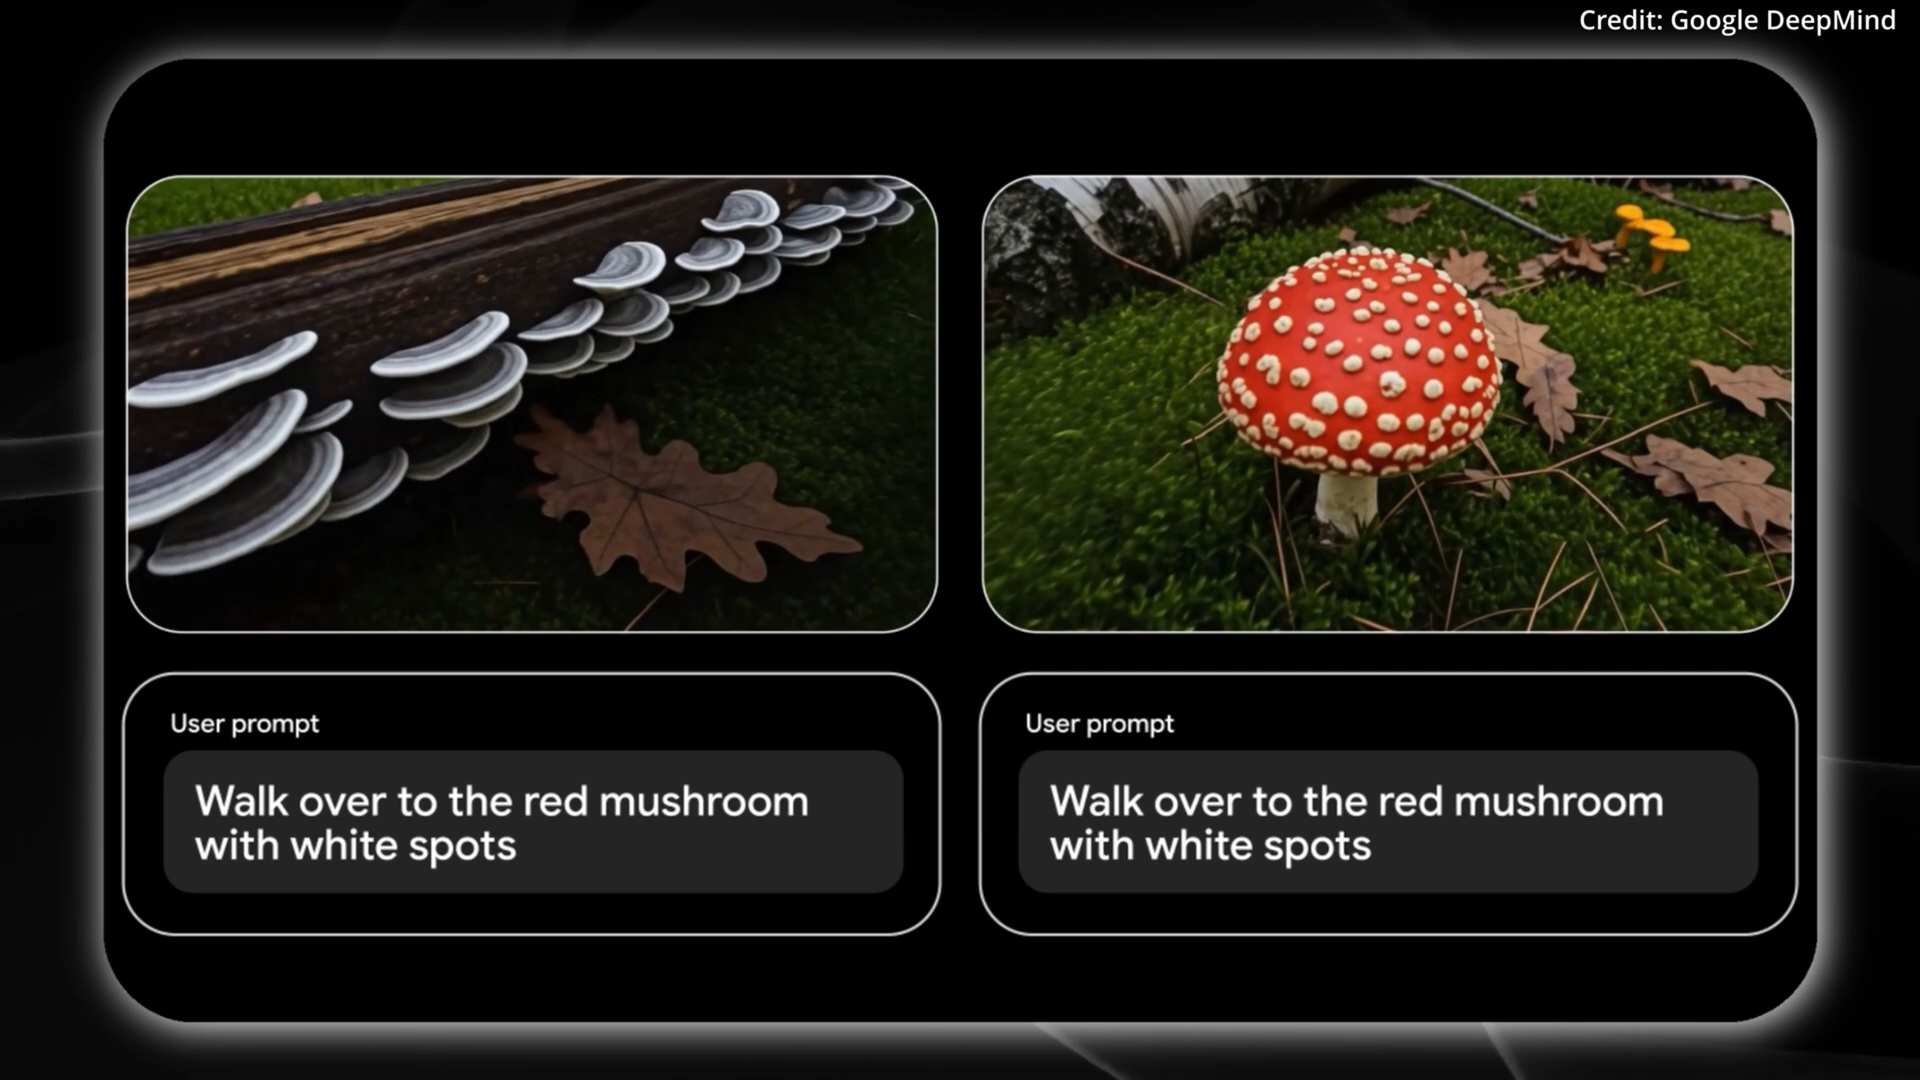 Credit: Google DeepMind
User prompt
Walk over to the red mushroom
with white spots
User prompt
Walk over to the red mushroom
with white spots